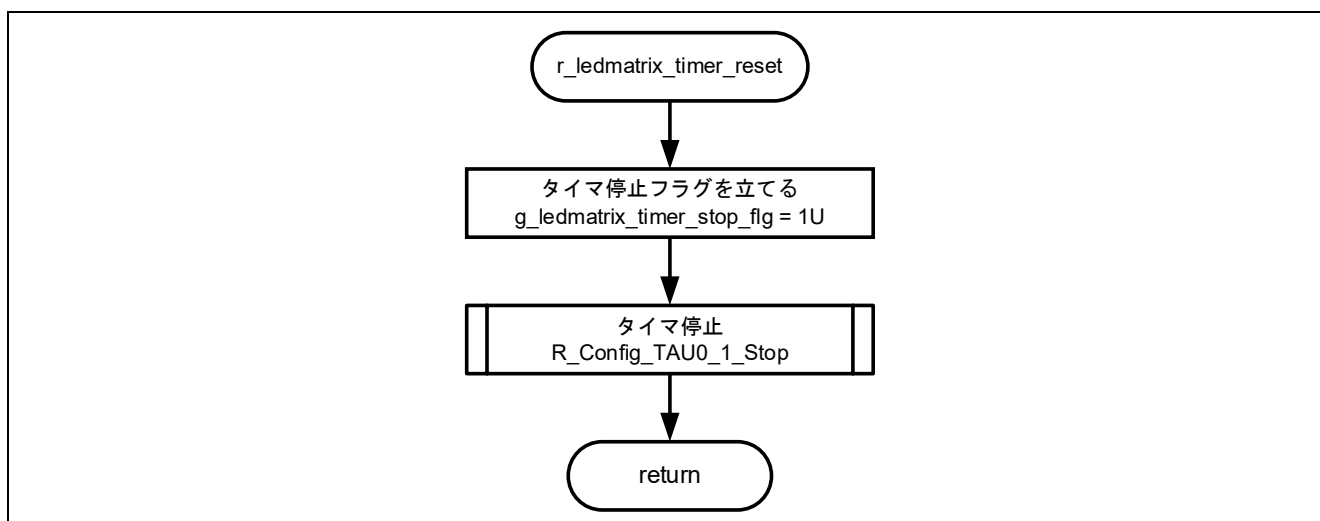 r_ledmatrix_timer_reset
タイマ停止フラグを立てる
g_ledmatrix_timer_stop_flg = 1U
タイマ停止
R_Config_TAU0_1_Stop
return